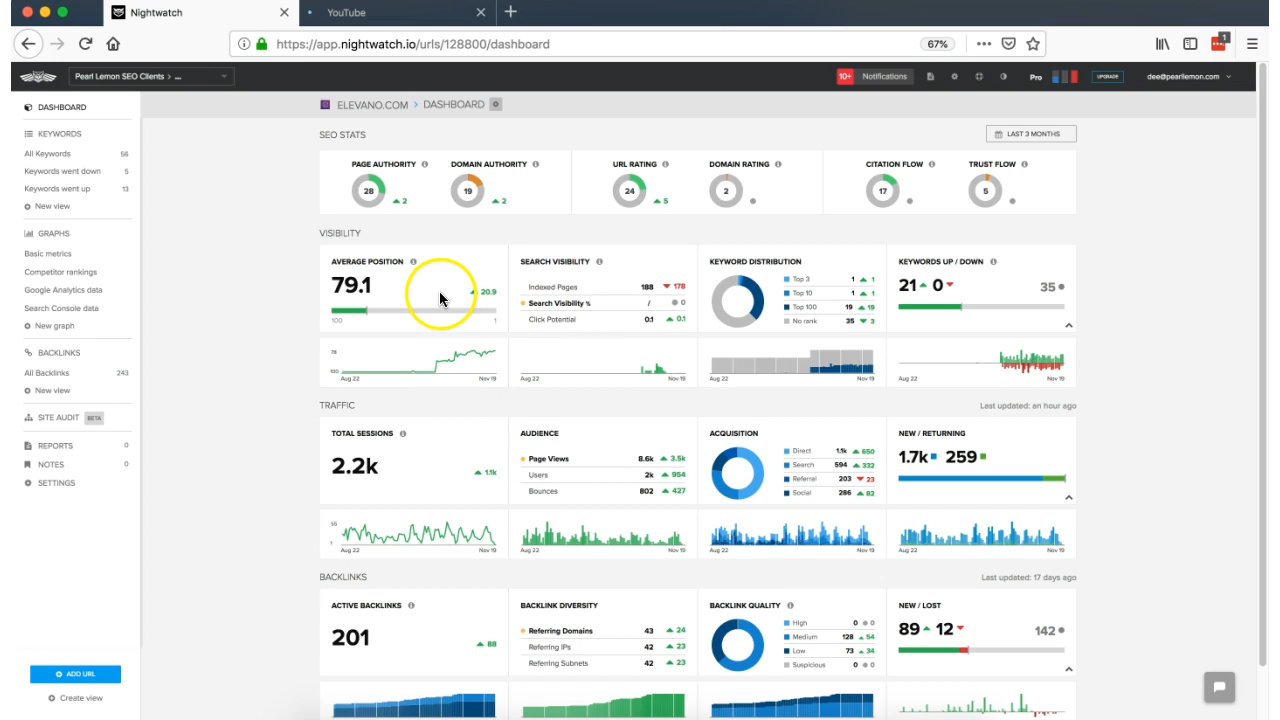 Nightwatch
YouTube
https://app.nightwatch.io/urls/128800/dashboard
67%
1
Pearl Lemon SEO Clients > ...
10+ Notifications
Pro
UPGRADE
dee@pearllemon.com
DASHBOARD
KEYWORDS
All Keywords 56
Keywords went down 5
Keywords went up 13
New view
GRAPHS
Basic metrics
Competitor rankings
Google Analytics data
Search Console data
New graph
BACKLINKS
All Backlinks 243
New view
SITE AUDIT BETA
REPORTS 0
NOTES 0
SETTINGS
ADD URL
Create view
ELEVANO.COM > DASHBOARD
SEO STATS
LAST 3 MONTHS
PAGE AUTHORITY
28
2
DOMAIN AUTHORITY
19
2
URL RATING
24
5
DOMAIN RATING
2
CITATION FLOW
17
TRUST FLOW
5
VISIBILITY
AVERAGE POSITION
79.1
20.9
100 1
78
100
Aug 22 Nov 19
SEARCH VISIBILITY
Indexed Pages 188 178
Search Visibility % / 0
Click Potential 0.1 0.1
Aug 22 Nov 19
KEYWORD DISTRIBUTION
Top 3 1 1
Top 10 1 1
Top 100 19 19
No rank 35 3
Aug 22 Nov 19
KEYWORDS UP / DOWN
21 0 35
Aug 22 Nov 19
TRAFFIC
Last updated: an hour ago
TOTAL SESSIONS
2.2k
1.1k
1
Aug 22 Nov 19
AUDIENCE
Page Views 8.6k 3.5k
Users 2k 954
Bounces 802 427
Aug 22 Nov 19
ACQUISITION
Direct 1.1k 650
Search 594 332
Referral 203 23
Social 286 82
Aug 22 Nov 19
NEW / RETURNING
1.7k 259
Aug 22 Nov 19
BACKLINKS
Last updated: 17 days ago
ACTIVE BACKLINKS
201
88
BACKLINK DIVERSITY
Referring Domains 43 24
Referring IPs 42 23
Referring Subnets 42 23
BACKLINK QUALITY
High 0 0
Medium 128 54
Low 73 34
Suspicious 0 0
NEW / LOST
89 12 142